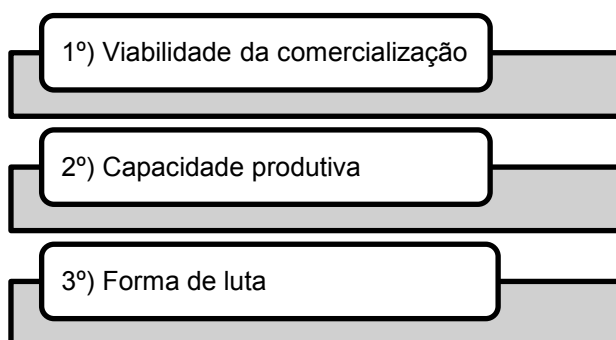 1º) Viabilidade da comercialização
2º) Capacidade produtiva
3º) Forma de luta